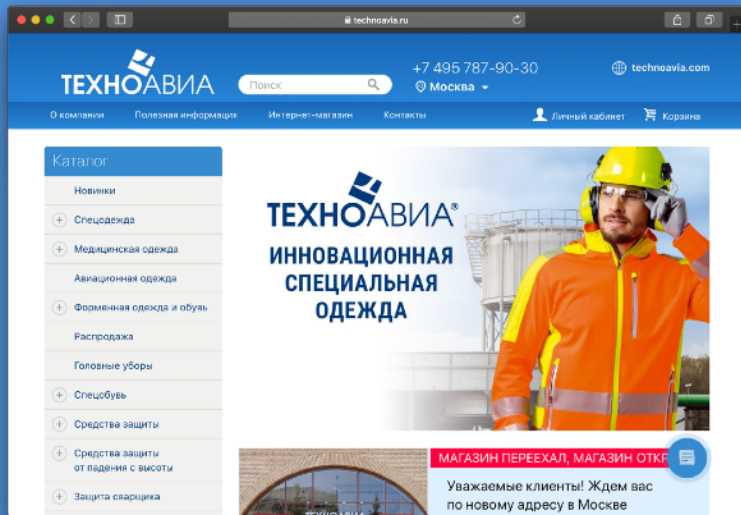 technoavia.ru
ТЕХНОАВИА
Поиск
+7 495 787-90-30
Москва
technoavia.com
О компании
Полезная информация
Интернет-магазин
Контакты
Личный кабинет
Корзина
Каталог
Новинки
Спецодежда
Медицинская одежда
Авиационная одежда
Форменная одежда и обувь
Распродажа
Головные уборы
Спецобувь
Средства защиты
Средства защиты
от падения с высоты
Защита сварщика
ТЕХНОАВИА®
ИННОВАЦИОННАЯ
СПЕЦИАЛЬНАЯ
ОДЕЖДА
ТЕХНОАВИА
МАГАЗИН ПЕРЕЕХАЛ, МАГАЗИН ОТКР
Уважаемые клиенты! Ждем вас
по новому адресу в Москве